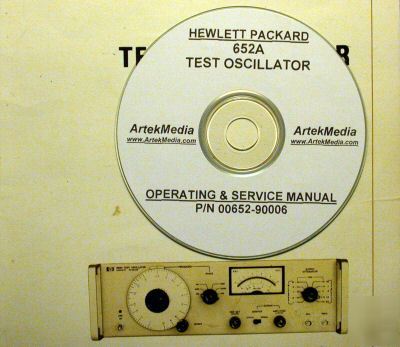 HEWLETT PACKARD
652A
TEST OSCILLATOR
ArtekMedia
www.ArtekMedia.com
ArtekMedia
www.ArtekMedia.com
OPERATING & SERVICE MANUAL
P/N 00652-90006